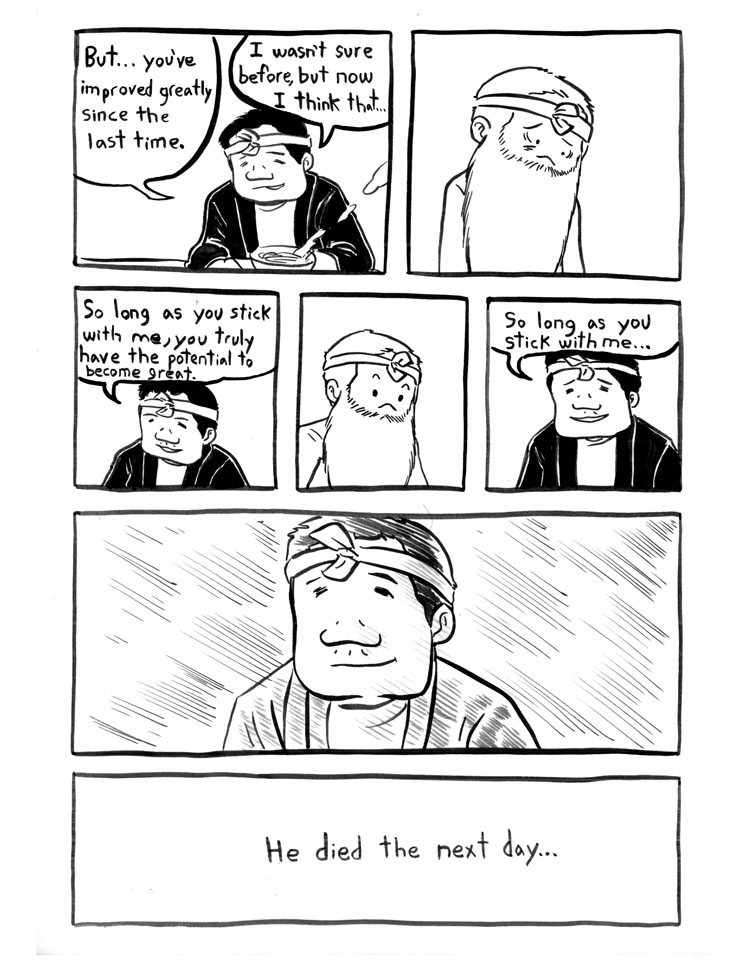 But... you've
improved greatly
since the
last time.
I wasn't sure
before, but now
I think that...
So long as you stick
with me, you truly
have the potential to
become great.
So long as you
stick with me...
He died the next day...